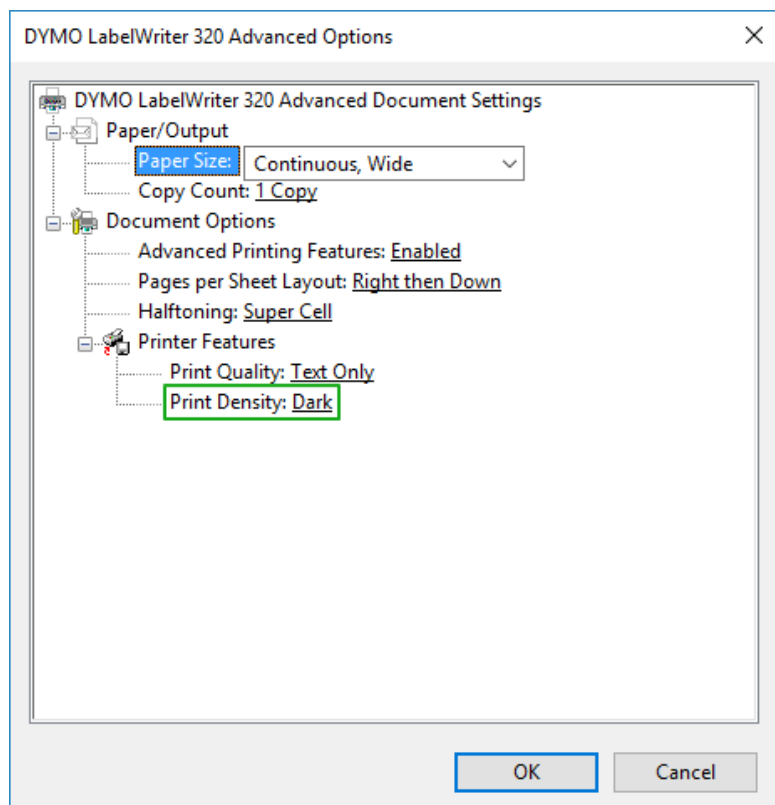 DYMO LabelWriter 320 Advanced Options
DYMO LabelWriter 320 Advanced Document Settings
Paper/Output
Paper Size: Continuous, Wide
Copy Count: 1 Copy
Document Options
Advanced Printing Features: Enabled
Pages per Sheet Layout: Right then Down
Halftoning: Super Cell
Printer Features
Print Quality: Text Only
Print Density: Dark
OK Cancel